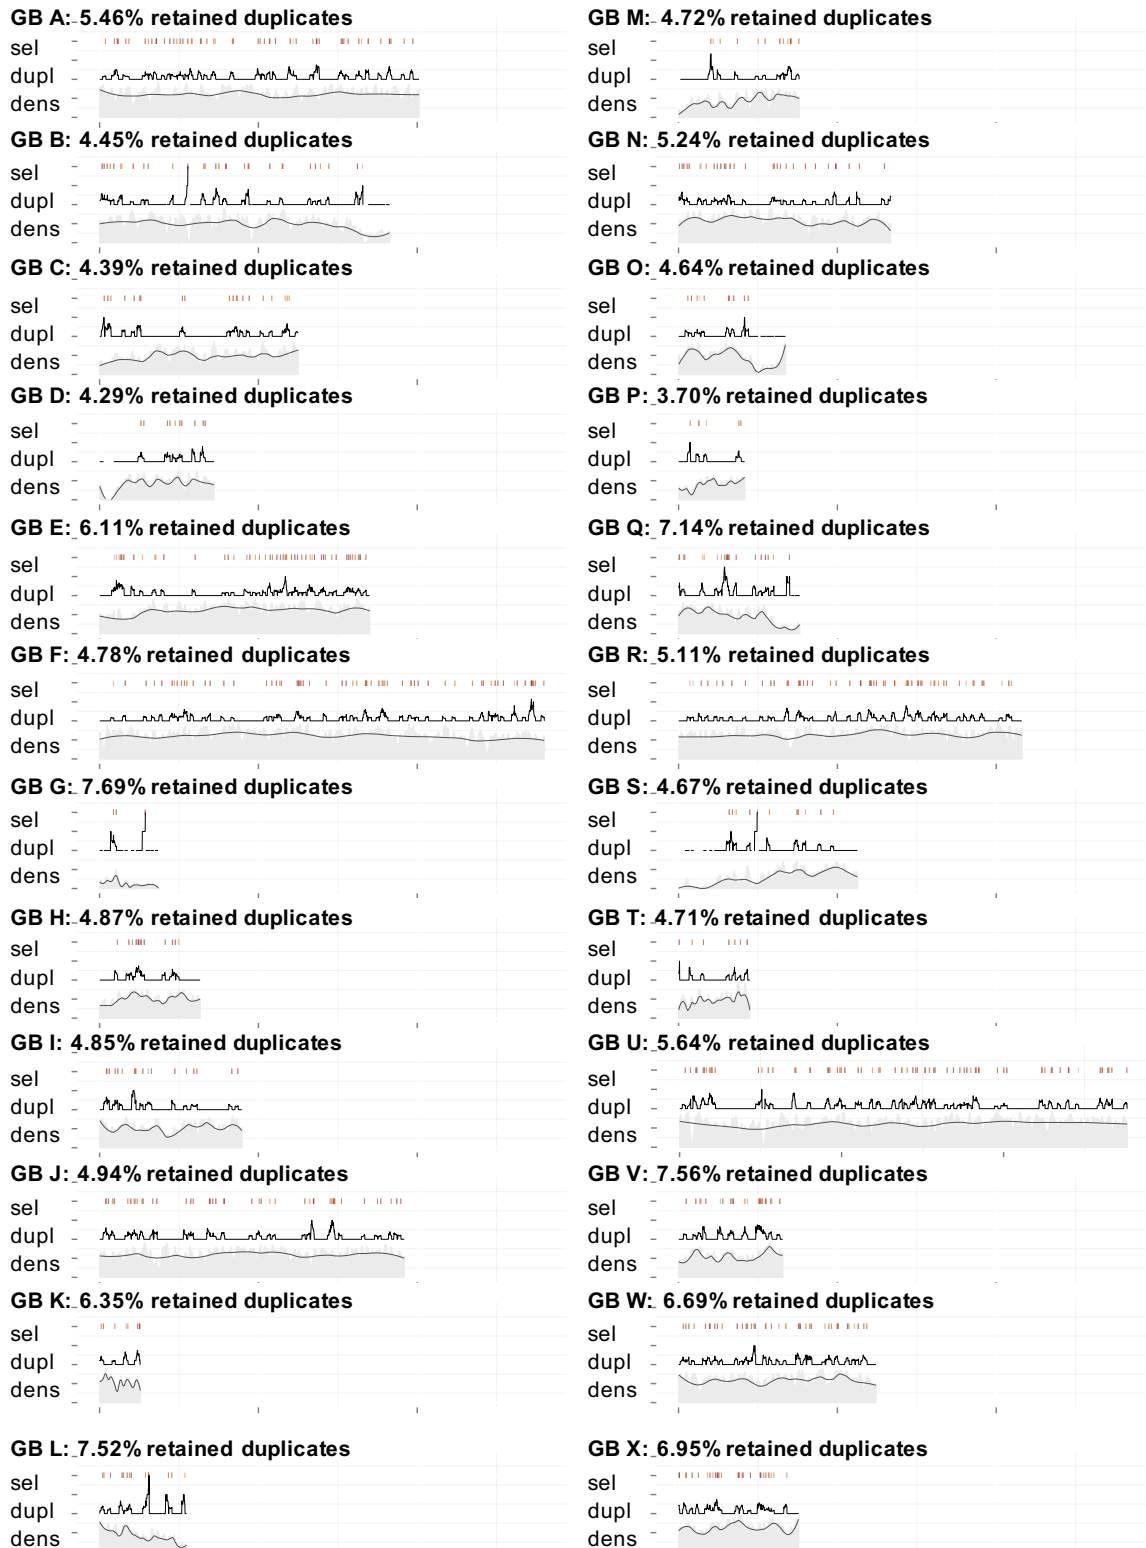 GB A: 5.46% retained duplicates
sel
dupl
dens
GB B: 4.45% retained duplicates
sel
dupl
dens
GB C: 4.39% retained duplicates
sel
dupl
dens
GB D: 4.29% retained duplicates
sel
dupl
dens
GB E: 6.11% retained duplicates
sel
dupl
dens
GB F: 4.78% retained duplicates
sel
dupl
dens
GB G: 7.69% retained duplicates
sel
dupl
dens
GB H: 4.87% retained duplicates
sel
dupl
dens
GB I: 4.85% retained duplicates
sel
dupl
dens
GB J: 4.94% retained duplicates
sel
dupl
dens
GB K: 6.35% retained duplicates
sel
dupl
dens
GB L: 7.52% retained duplicates
sel
dupl
dens
GB M: 4.72% retained duplicates
sel
dupl
dens
GB N: 5.24% retained duplicates
sel
dupl
dens
GB O: 4.64% retained duplicates
sel
dupl
dens
GB P: 3.70% retained duplicates
sel
dupl
dens
GB Q: 7.14% retained duplicates
sel
dupl
dens
GB R: 5.11% retained duplicates
sel
dupl
dens
GB S: 4.67% retained duplicates
sel
dupl
dens
GB T: 4.71% retained duplicates
sel
dupl
dens
GB U: 5.64% retained duplicates
sel
dupl
dens
GB V: 7.56% retained duplicates
sel
dupl
dens
GB W: 6.69% retained duplicates
sel
dupl
dens
GB X: 6.95% retained duplicates
sel
dupl
dens